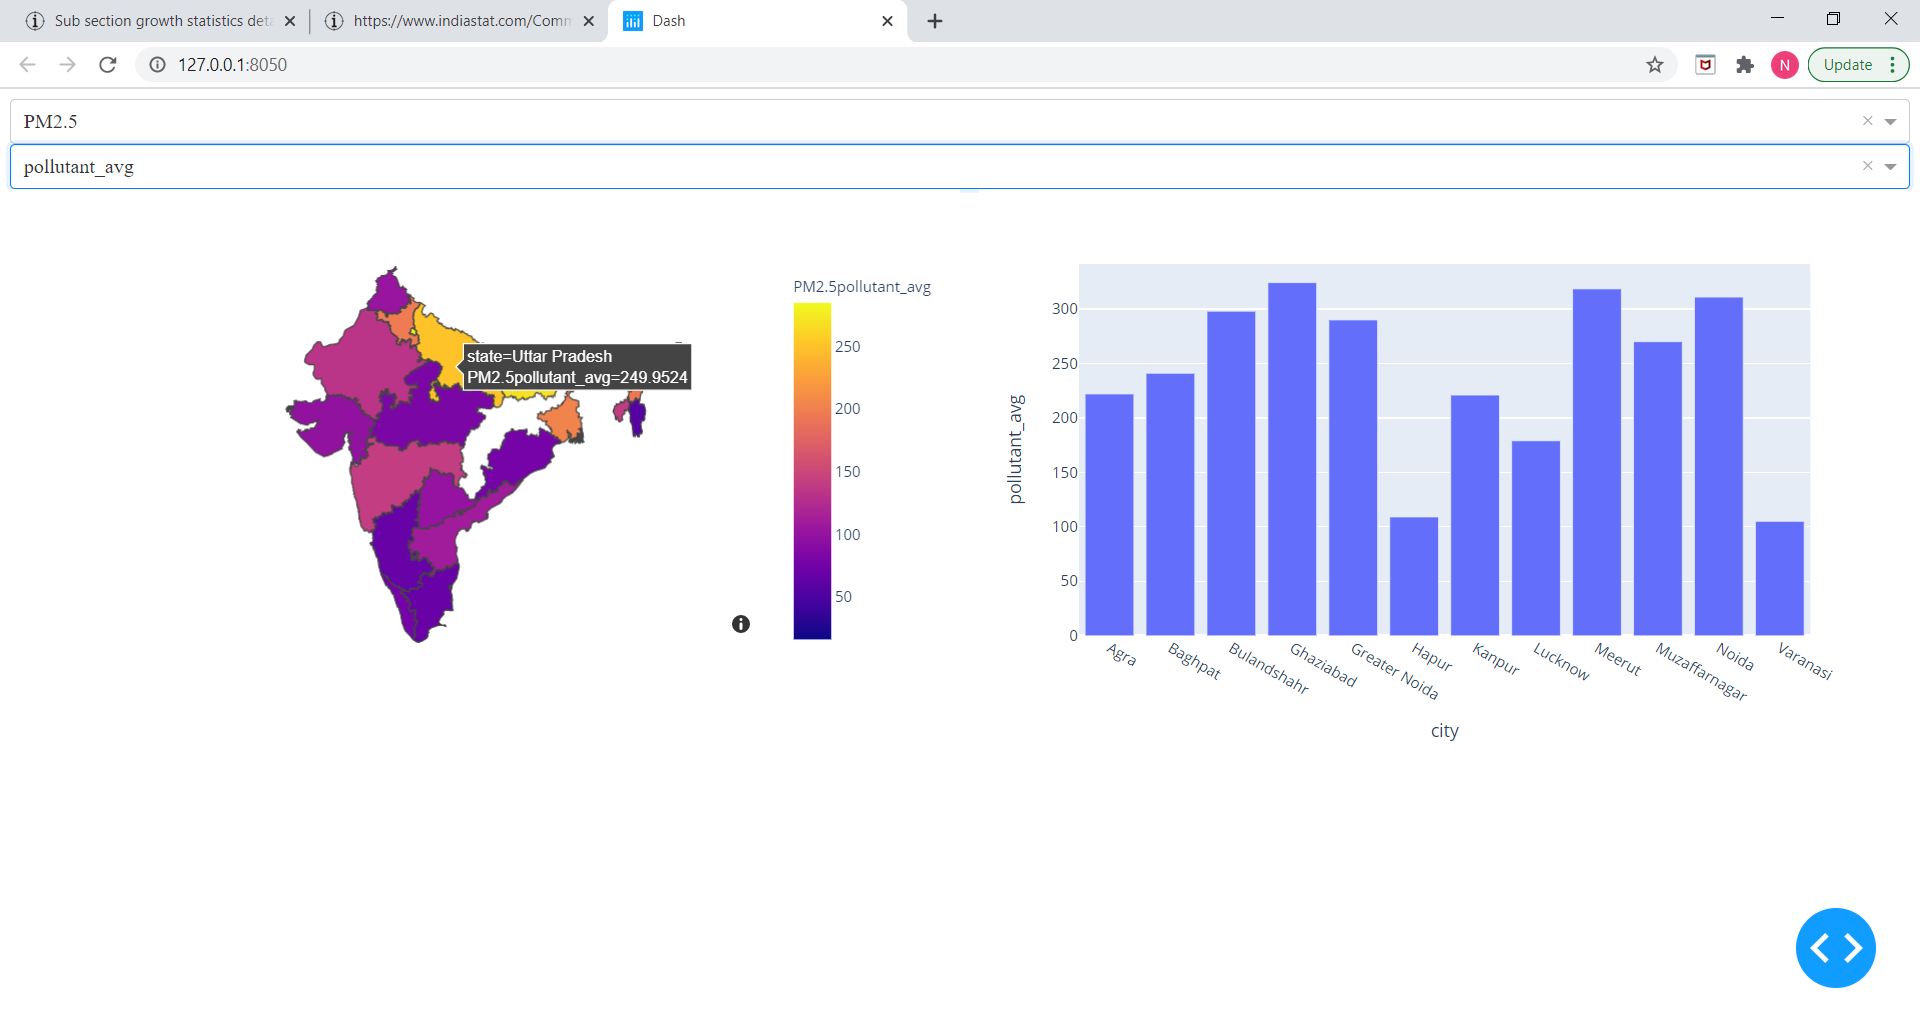 Sub section growth statistics deta
https://www.indiastat.com/Comm
Dash
127.0.0.1:8050
N
Update
PM2.5
pollutant_avg
state=Uttar Pradesh
PM2.5pollutant_avg=249.9524
PM2.5pollutant_avg
250
200
150
100
50
pollutant_avg
300
250
200
150
100
50
0
Agra
Baghpat
Bulandshahr
Ghaziabad
Greater Noida
Hapur
Kanpur
Lucknow
Meerut
Muzaffarnagar
Noida
Varanasi
city